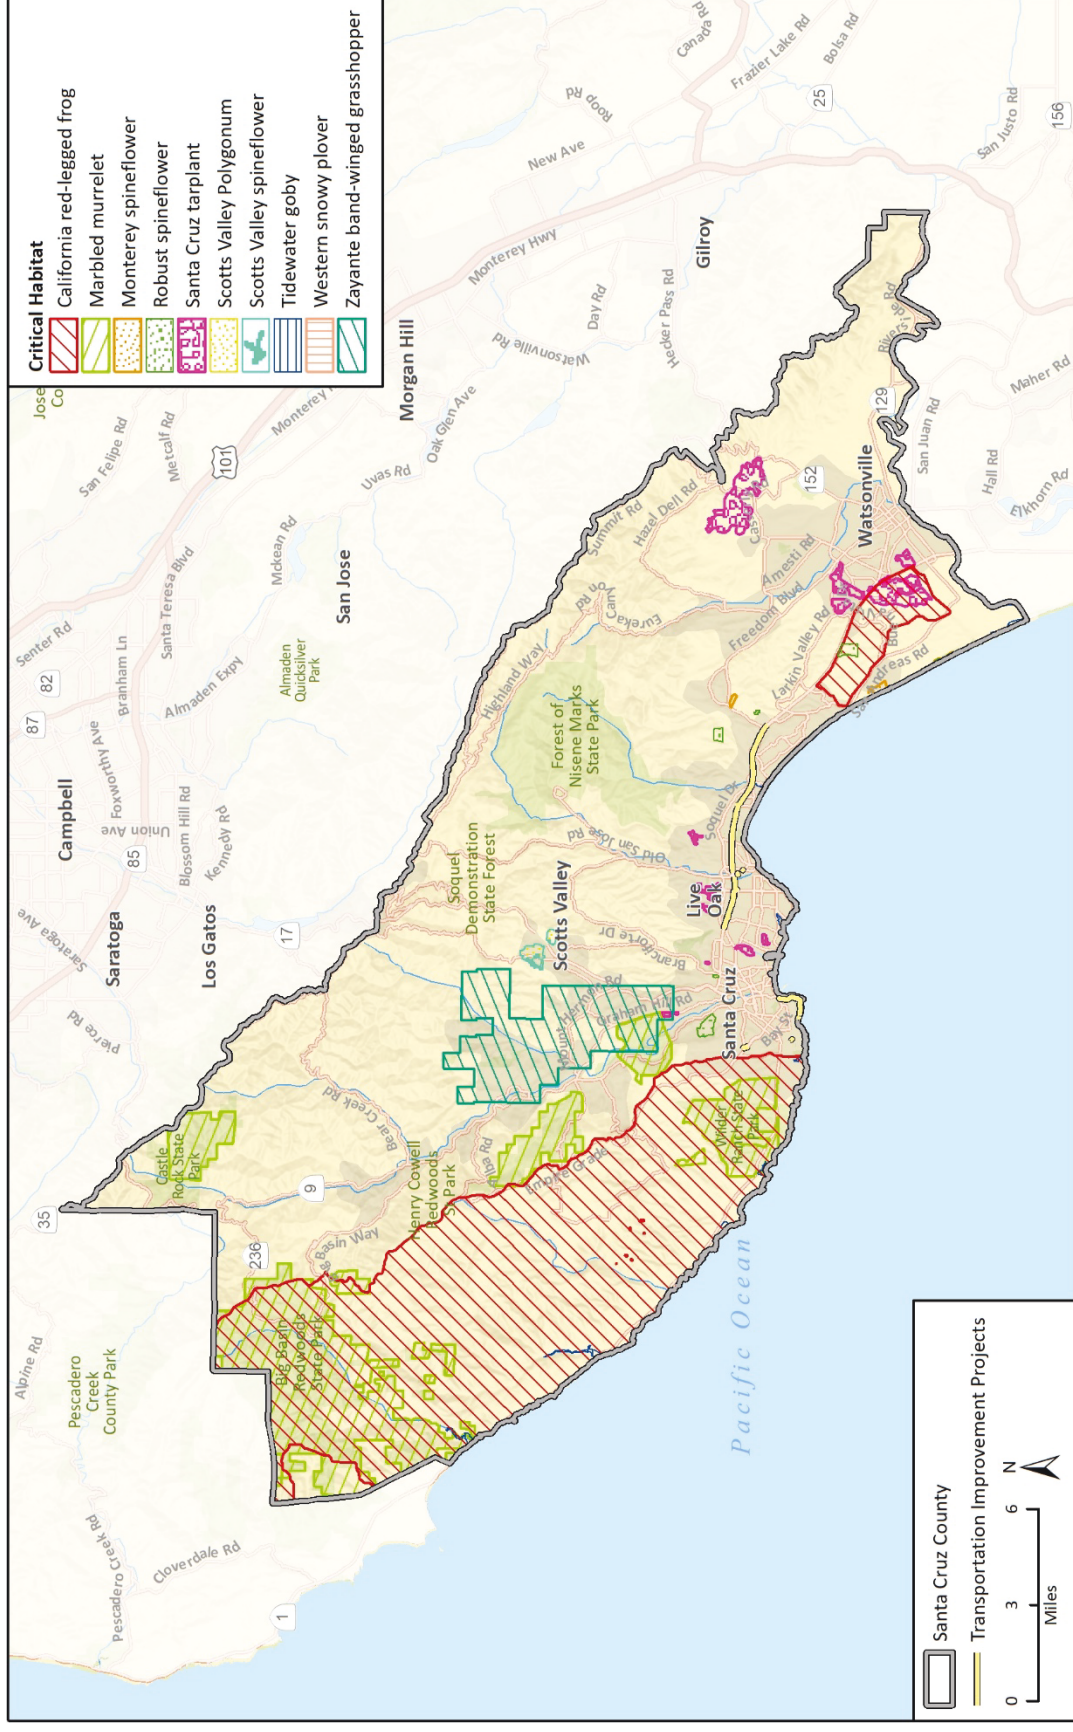 Critical Habitat
California red-legged frog
Marbled murrelet
Monterey spineflower
Robust spineflower
Santa Cruz tarplant
Scotts Valley Polygonum
Scotts Valley spineflower
Tidewater goby
Western snowy plover
Zayante band-winged grasshopper
Santa Cruz County
Transportation Improvement Projects
0
3
6
Miles
N
Pacific Ocean
Pescadero Creek Rd
Cloverdale Rd
1
Alpine Rd
Pescadero
Creek
County Park
35
236
9
Big Basin
Redwoods
State Park
Castle
Rock State
Park
Bear Creek Rd
Henry Cowell
Redwoods
S Park
Empire Grade
Wilder
Ranch State
Park
Pierce Rd
Saratoga Ave
Saratoga
Los Gatos
17
Campbell
85
Union Ave
Foxworthy Ave
Blossom Hill Rd
Kennedy Rd
Branham Ln
87
82
Senter Rd
Santa Teresa Blvd
Almaden Expy
Almaden
Quicksilver
Park
San Jose
Mckean Rd
San Felipe Rd
Metcalf Rd
101
Jose
Co
Uvas Rd
Oak Glen Ave
Morgan Hill
Watsonville Rd
Monterey Hwy
Day Rd
Hecker Pass Rd
Gilroy
New Ave
Roop Rd
Canada Rd
Frazier Lake Rd
Bolsa Rd
25
San Justo Rd
156
Soquel
Demonstration
State Forest
Scotts Valley
Mount Hermon Rd
Graham Hill Rd
Branciforte Dr
Old San Jose Rd
Santa Cruz
Bay St
Live
Oak
Soquel Dr
Forest of
Nisene Marks
State Park
Highland Way
Summit Rd
Hazel Dell Rd
Eureka Canyon Rd
Amesti Rd
Freedom Blvd
Larkin Valley Rd
San Andreas Rd
152
Watsonville
129
Riverside Rd
San Juan Rd
Hall Rd
Maher Rd
Elkhorn Rd